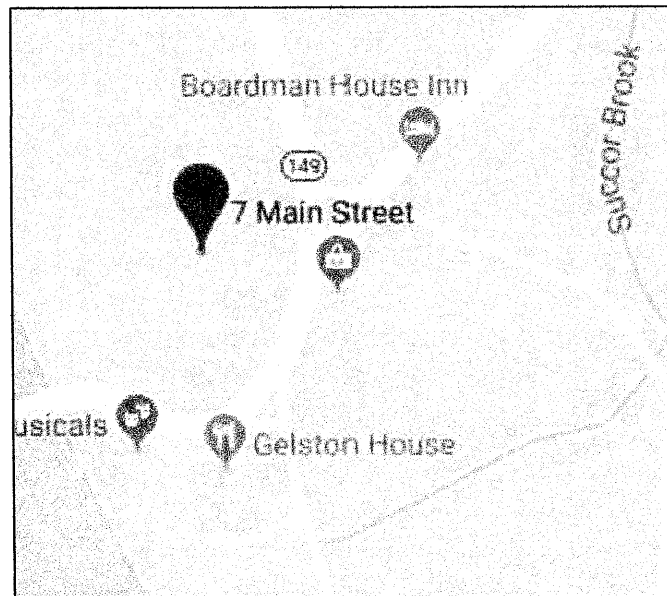 Boardman House Inn
149
7 Main Street
Succor Brook
usicals
Gelston House